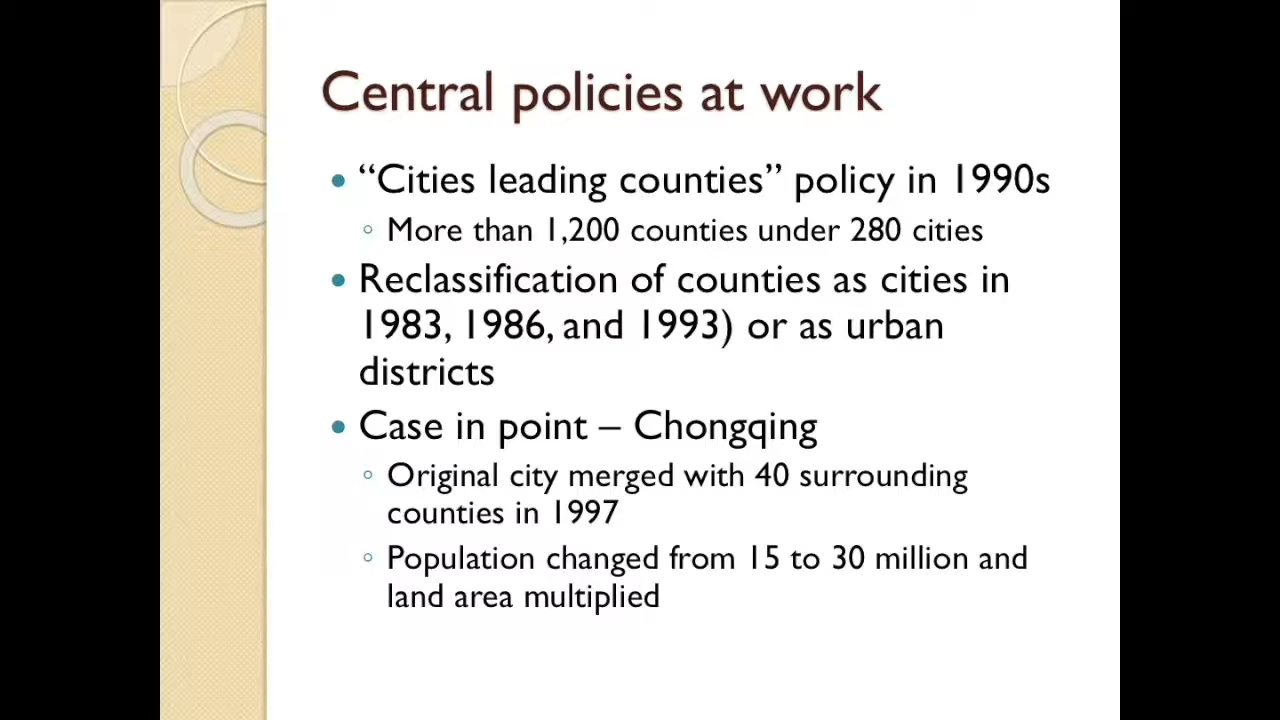 Central policies at work
• “Cities leading counties” policy in 1990s
◦ More than 1,200 counties under 280 cities
• Reclassification of counties as cities in
1983, 1986, and 1993) or as urban
districts
• Case in point – Chongqing
◦ Original city merged with 40 surrounding
counties in 1997
◦ Population changed from 15 to 30 million and
land area multiplied